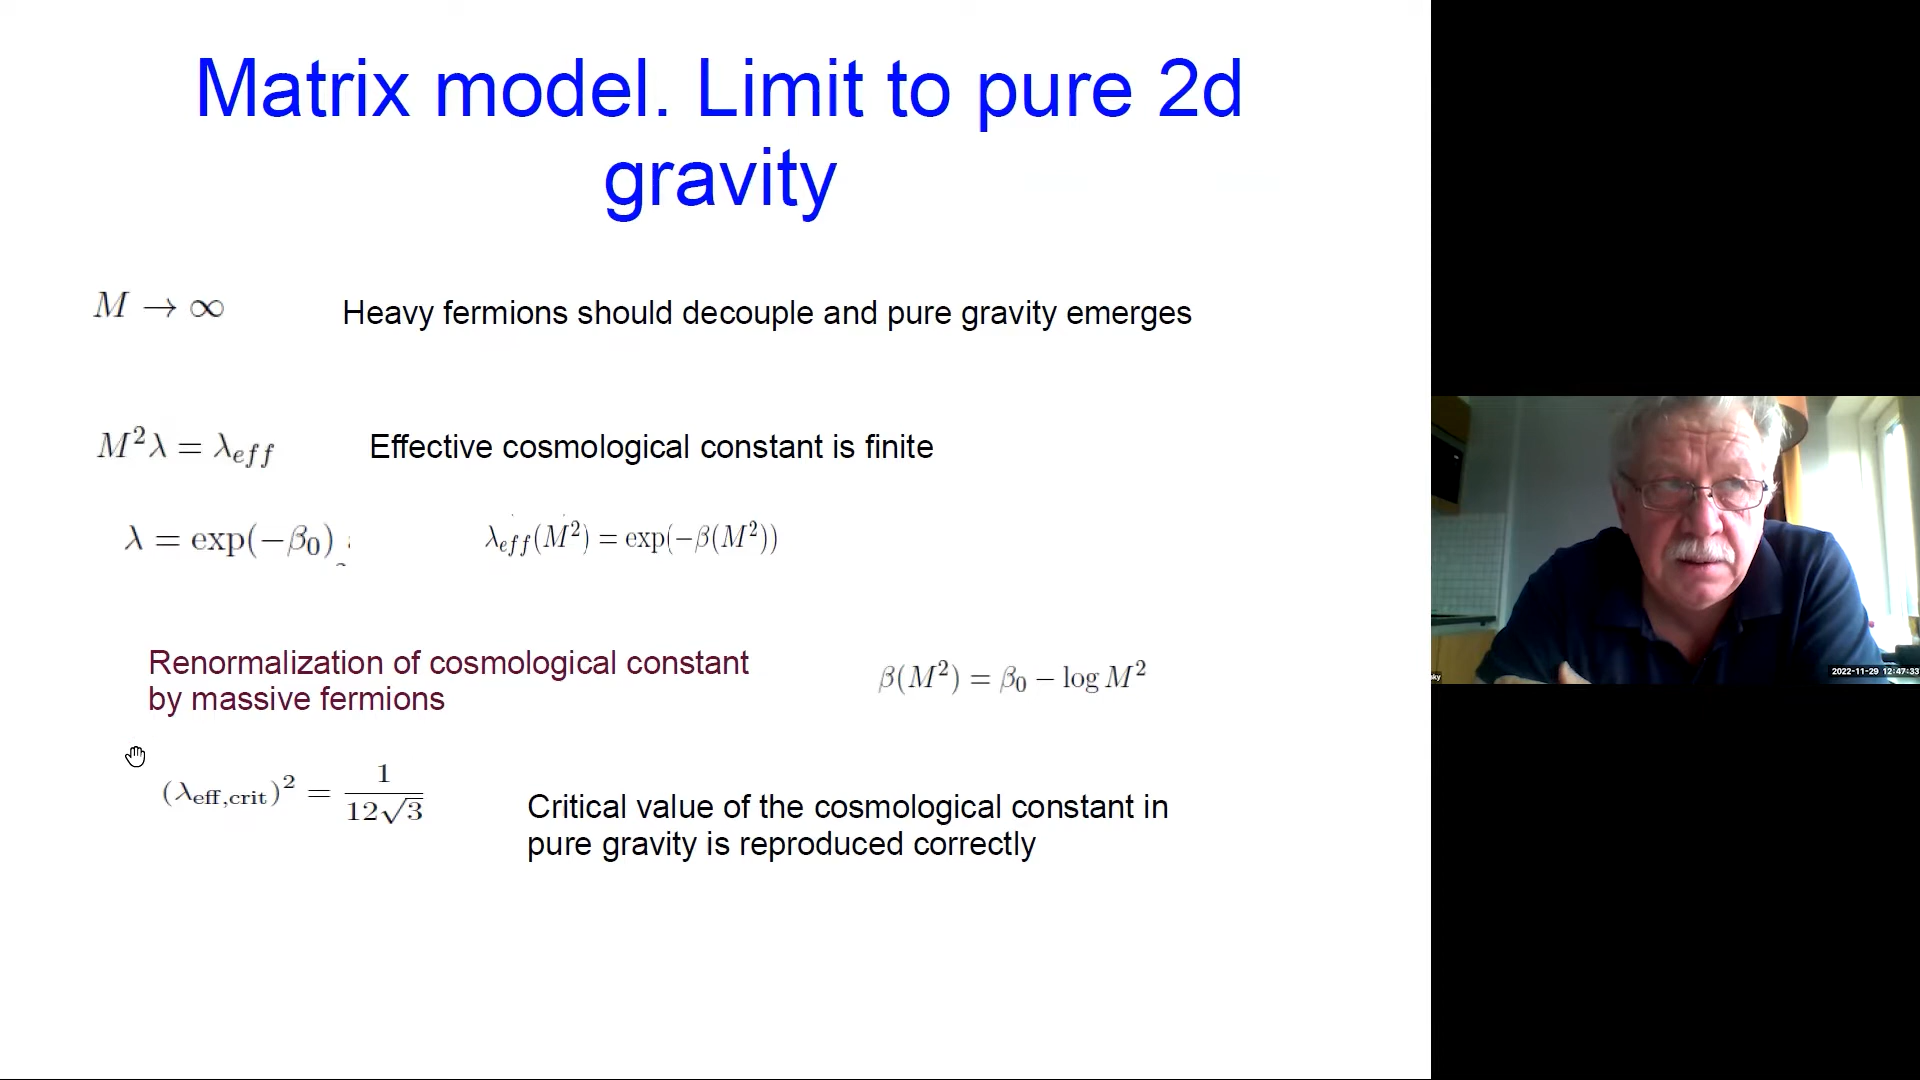 Matrix model. Limit to pure 2d
gravity
M → ∞ Heavy fermions should decouple and pure gravity emerges
M²λ = λ_eff Effective cosmological constant is finite
λ = exp(−β₀) λ_eff(M²) = exp(−β(M²))
Renormalization of cosmological constant
by massive fermions
β(M²) = β₀ − log M²
(λ_eff,crit)² = 1/(12√3)
Critical value of the cosmological constant in
pure gravity is reproduced correctly
sky
2022-11-29 12:47:33